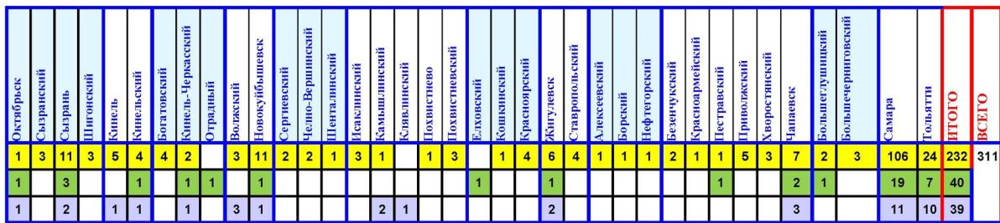 Октябрьск Сызранский Сызрань Шигонский Кинель Кинельский Богатовский Кинель-Черкасский Отрадный Волжский Новокуйбышевск Сергиевский Челно-Вершинский Шенталинский Исаклинский Камышлинский Клявлинский Похвистнево Похвистневский Елховский Кошкинский Красноярский Жигулевск Ставропольский Алексеевский Борский Нефтегорский Безенчукский Красноармейский Пестравский Приволжский Хворостянский Чапаевск Большеглушицкий Большечерниговский Самара Тольятти ИТОГО ВСЕГО
1 3 11 3 5 4 4 2 3 11 2 2 1 3 1 1 3 1 4 6 4 1 1 1 2 1 1 5 3 7 2 3 106 24 232 311
1 3 1 1 1 1 1 1 1 2 1 19 7 40
1 2 1 1 1 3 1 2 1 2 3 11 10 39